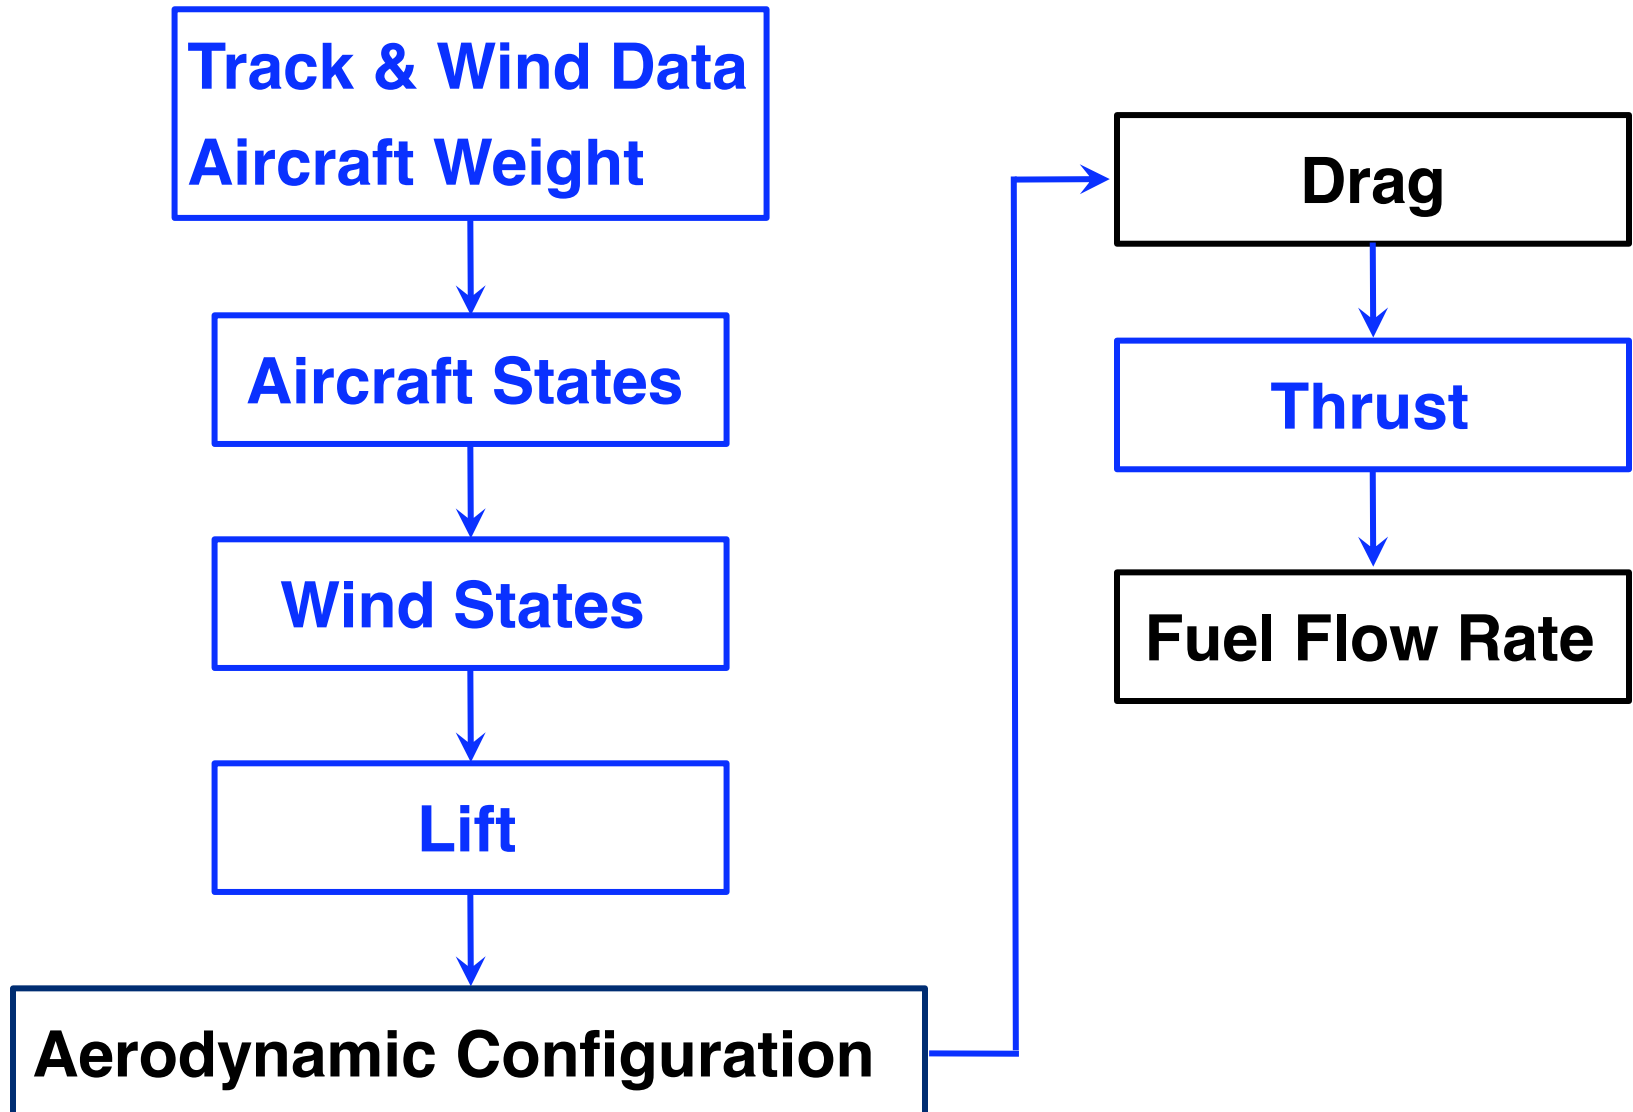 Track & Wind Data
Aircraft Weight
Aircraft States
Wind States
Lift
Aerodynamic Configuration
Drag
Thrust
Fuel Flow Rate